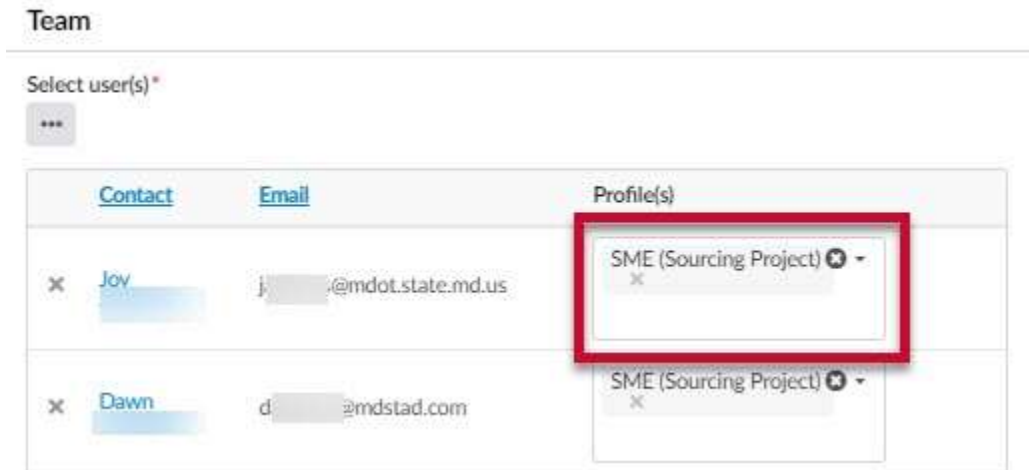 Team
Select user(s)*
Contact Email Profile(s)
Joy j @mdot.state.md.us SME (Sourcing Project)
Dawn d @mdstad.com SME (Sourcing Project)